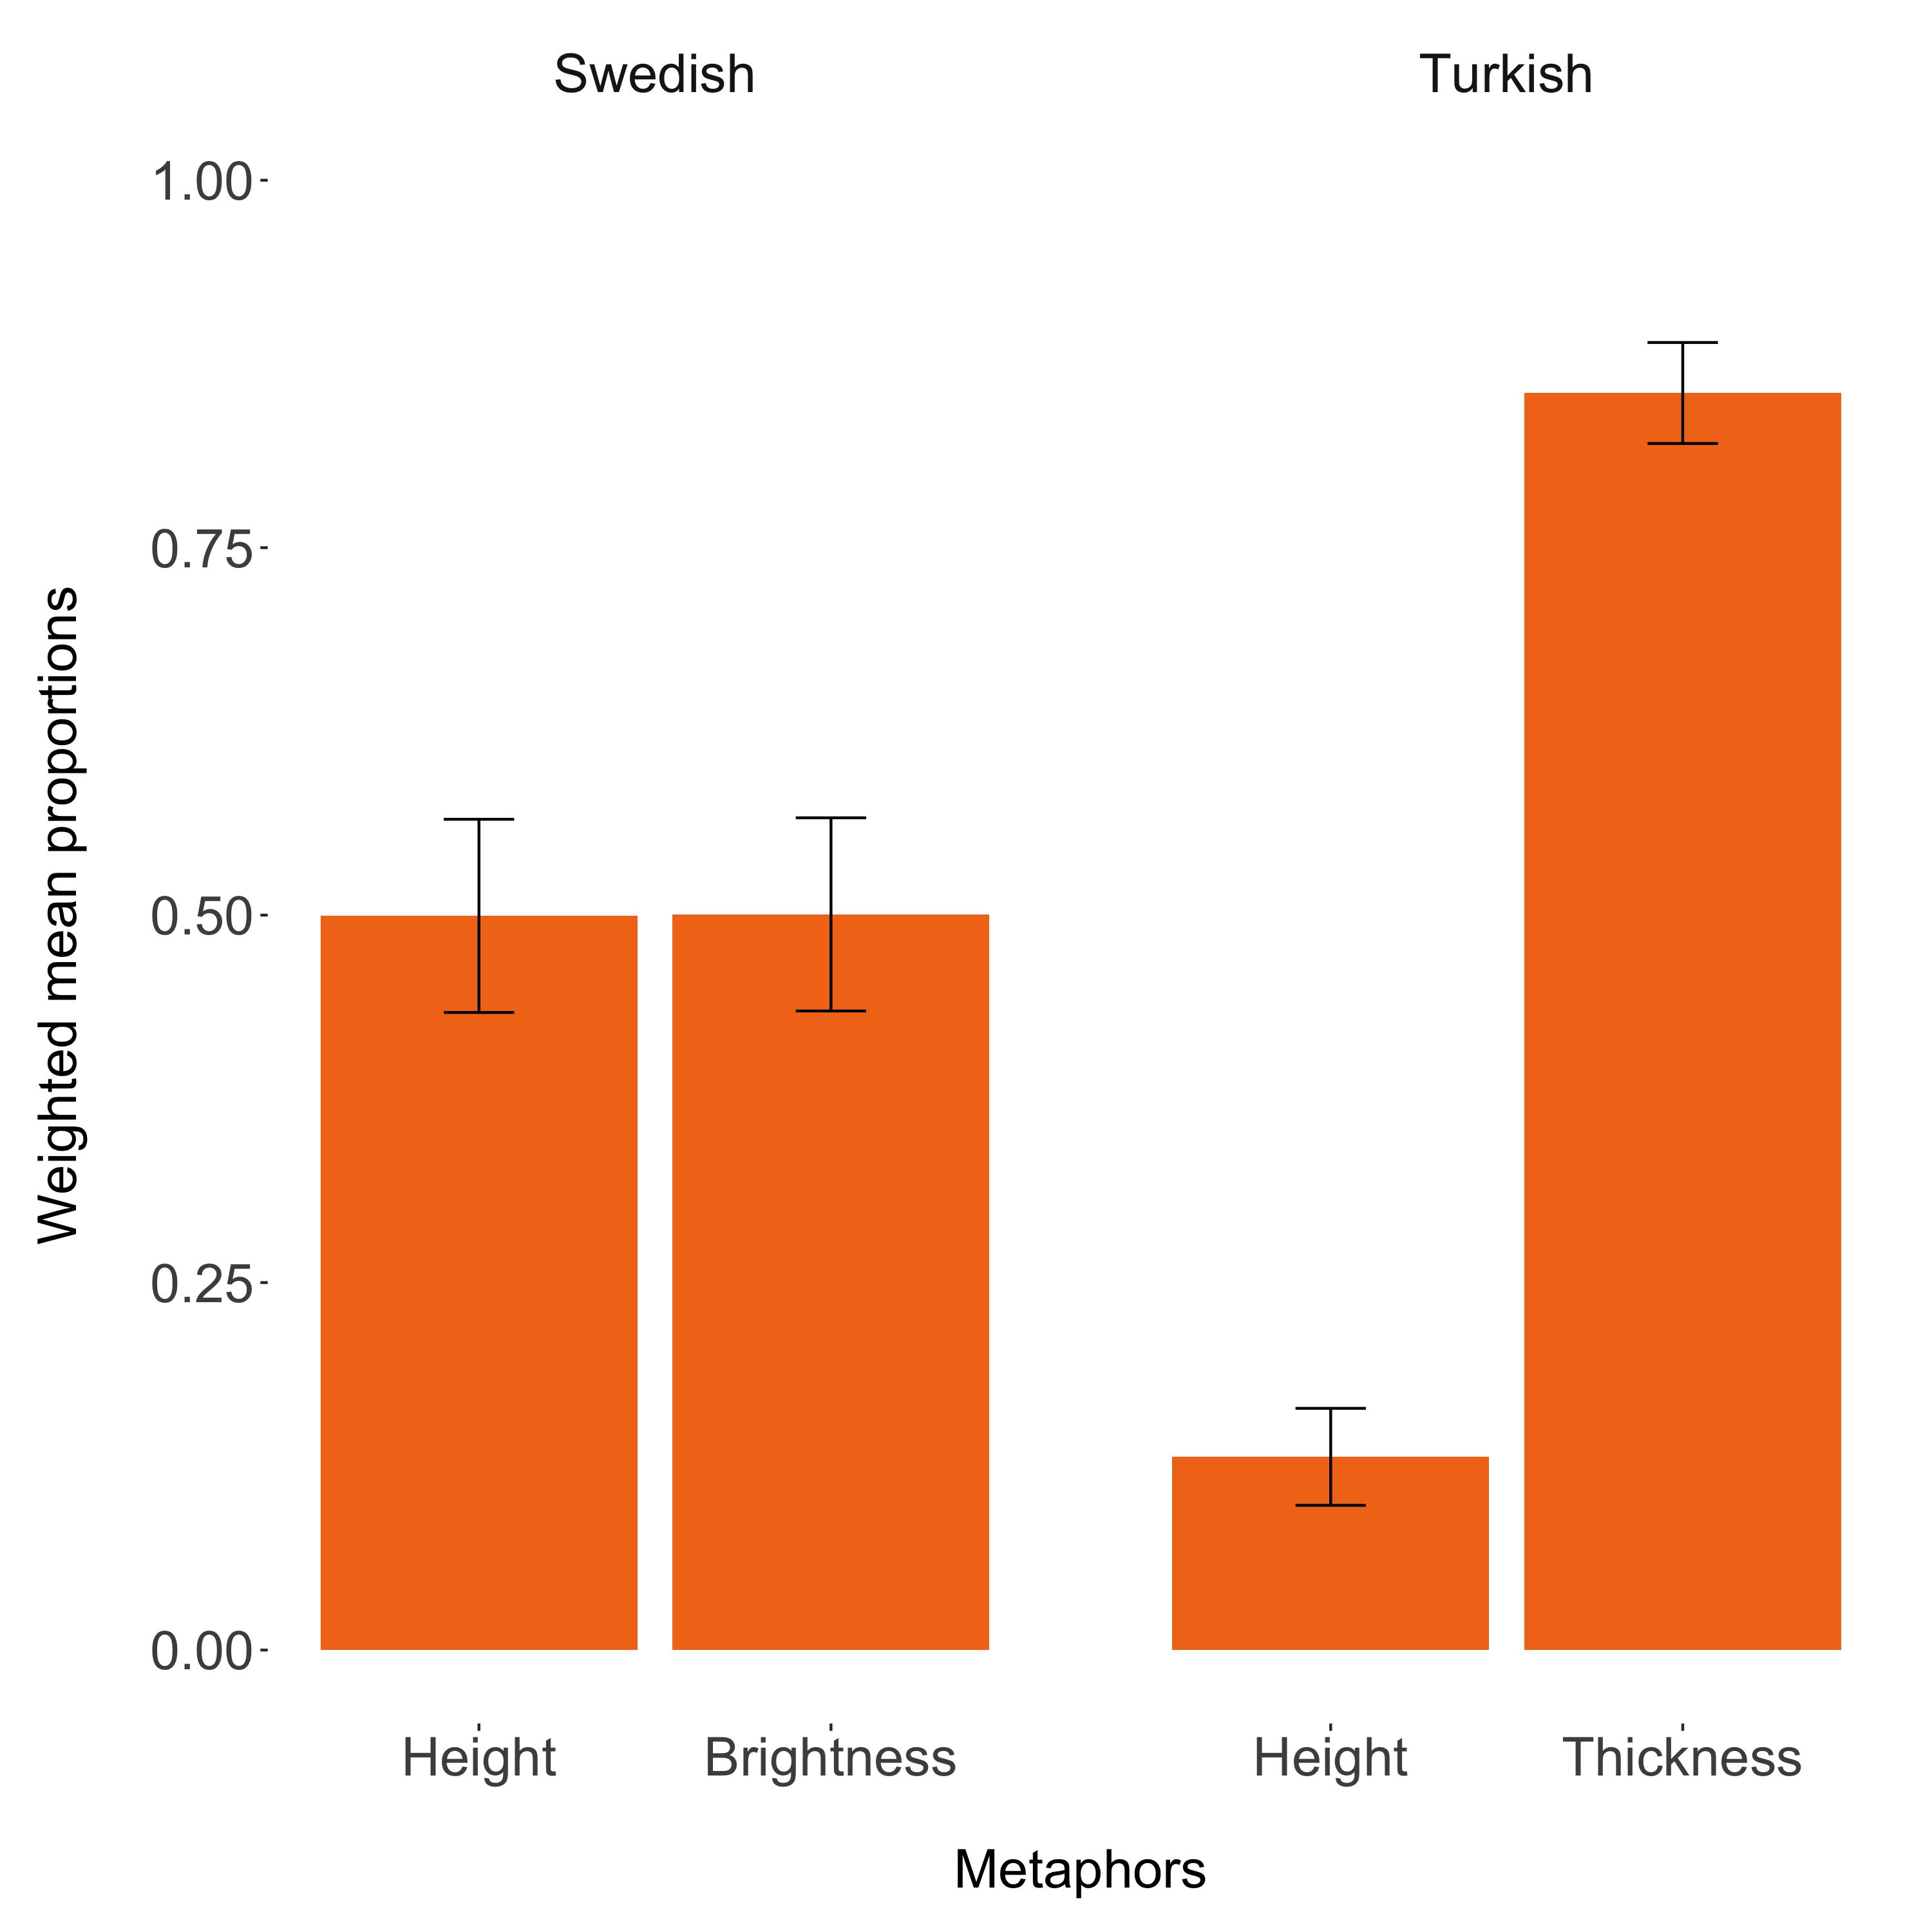 Swedish
Turkish
1.00
0.75
0.50
0.25
0.00
Weighted mean proportions
Height
Brightness
Height
Thickness
Metaphors